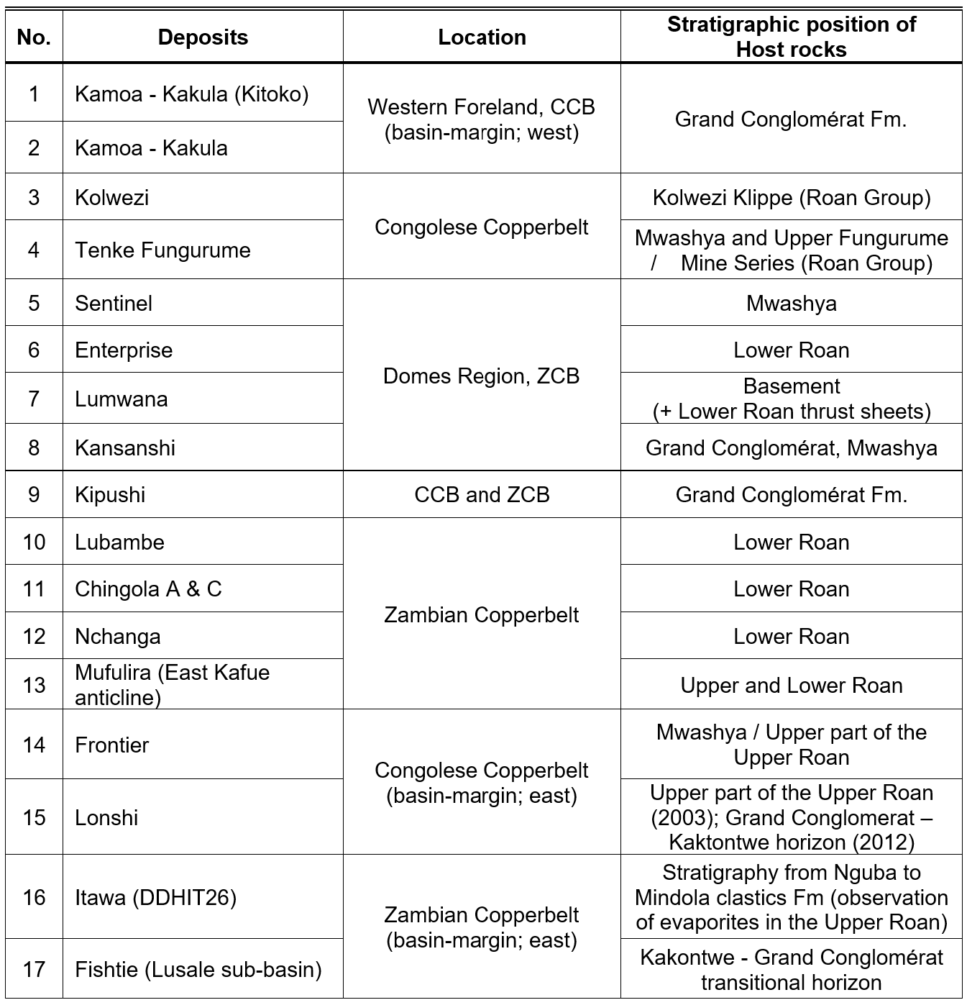 No.
Deposits
Location
Stratigraphic position of
Host rocks
1
Kamoa - Kakula (Kitoko)
Western Foreland, CCB
(basin-margin; west)
Grand Conglomérat Fm.
2
Kamoa - Kakula
3
Kolwezi
Congolese Copperbelt
Kolwezi Klippe (Roan Group)
4
Tenke Fungurume
Mwashya and Upper Fungurume
/ Mine Series (Roan Group)
5
Sentinel
Domes Region, ZCB
Mwashya
6
Enterprise
Lower Roan
7
Lumwana
Basement
(+ Lower Roan thrust sheets)
8
Kansanshi
Grand Conglomérat, Mwashya
9
Kipushi
CCB and ZCB
Grand Conglomérat Fm.
10
Lubambe
Zambian Copperbelt
Lower Roan
11
Chingola A & C
Lower Roan
12
Nchanga
Lower Roan
13
Mufulira (East Kafue
anticline)
Upper and Lower Roan
14
Frontier
Congolese Copperbelt
(basin-margin; east)
Mwashya / Upper part of the
Upper Roan
15
Lonshi
Upper part of the Upper Roan
(2003); Grand Conglomerat –
Kaktontwe horizon (2012)
16
Itawa (DDHIT26)
Zambian Copperbelt
(basin-margin; east)
Stratigraphy from Nguba to
Mindola clastics Fm (observation
of evaporites in the Upper Roan)
17
Fishtie (Lusale sub-basin)
Kakontwe - Grand Conglomérat
transitional horizon